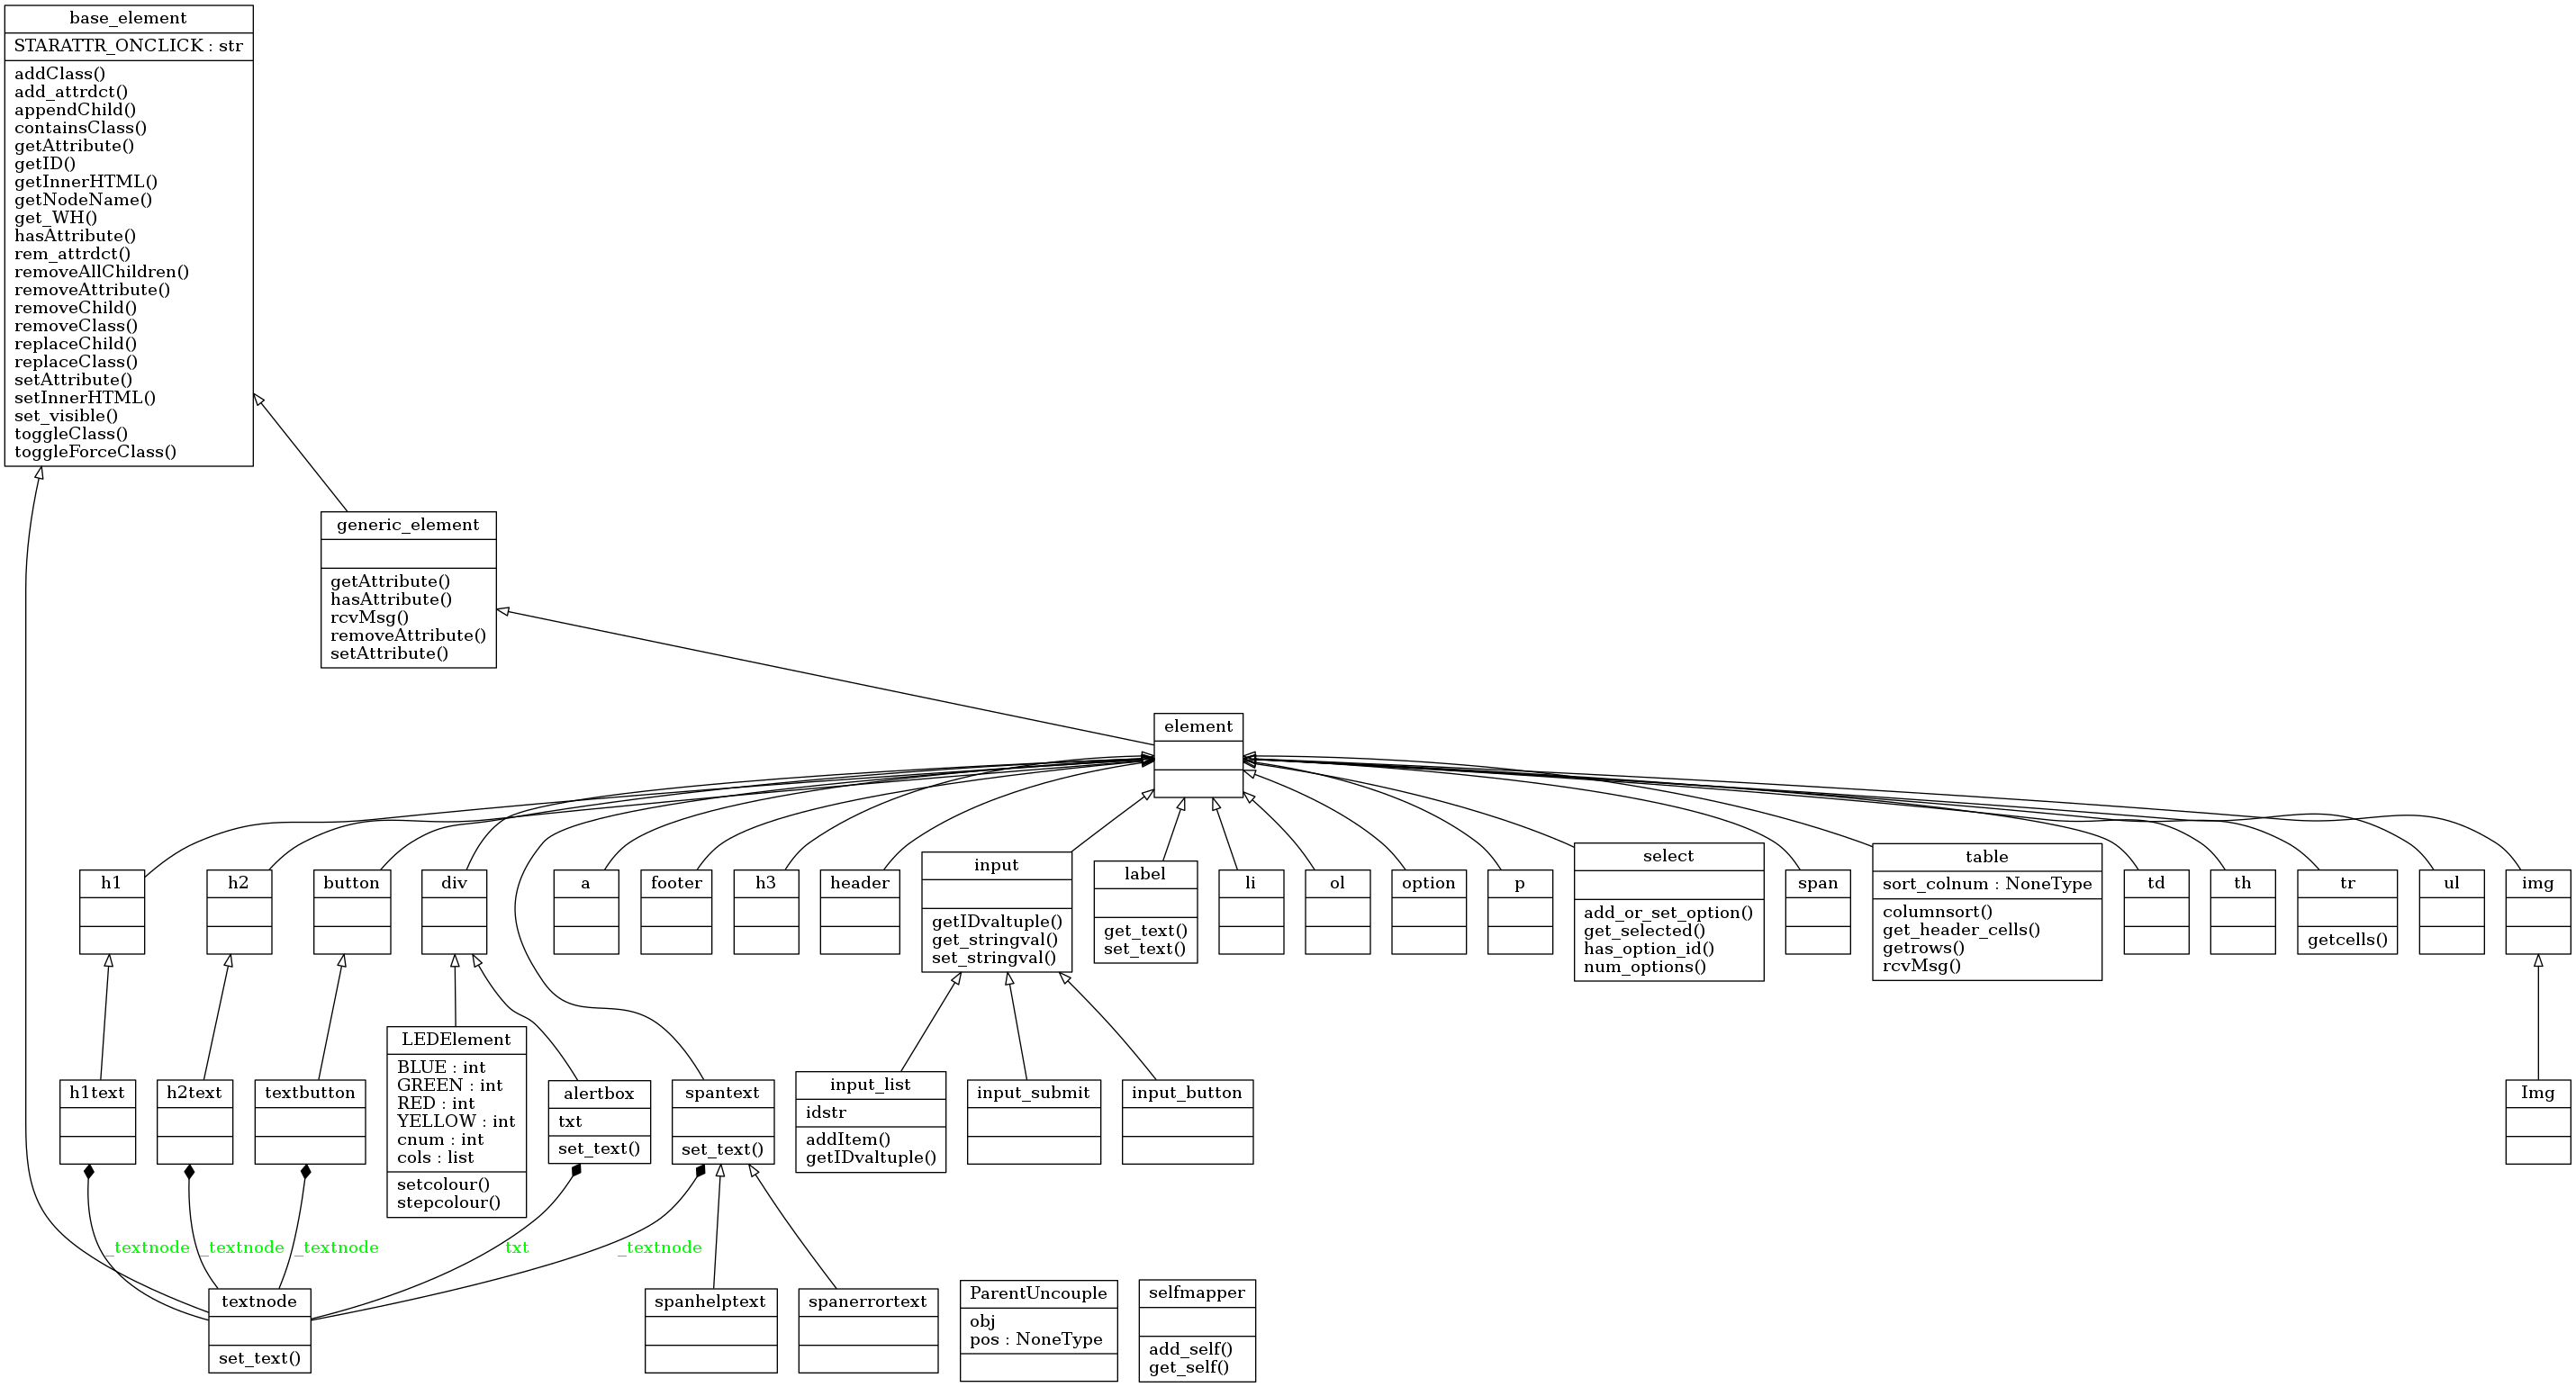 base_element
STARATTR_ONCLICK : str
addClass()
add_attrdct()
appendChild()
containsClass()
getAttribute()
getID()
getInnerHTML()
getNodeName()
get_WH()
hasAttribute()
rem_attrdct()
removeAllChildren()
removeAttribute()
removeChild()
removeClass()
replaceChild()
replaceClass()
setAttribute()
setInnerHTML()
set_visible()
toggleClass()
toggleForceClass()
generic_element
getAttribute()
hasAttribute()
rcvMsg()
removeAttribute()
setAttribute()
element
h1
h2
button
div
a
footer
h3
header
input
getIDvaltuple()
get_stringval()
set_stringval()
label
get_text()
set_text()
li
ol
option
p
select
add_or_set_option()
get_selected()
has_option_id()
num_options()
span
table
sort_colnum : NoneType
columnsort()
get_header_cells()
getrows()
rcvMsg()
td
th
tr
getcells()
ul
img
h1text
h2text
textbutton
LEDElement
BLUE : int
GREEN : int
RED : int
YELLOW : int
cnum : int
cols : list
setcolour()
stepcolour()
alertbox
txt
set_text()
spantext
set_text()
input_list
idstr
addItem()
getIDvaltuple()
input_submit
input_button
Img
_textnode
_textnode
_textnode
txt
_textnode
textnode
set_text()
spanhelptext
spanerrortext
ParentUncouple
obj
pos : NoneType
selfmapper
add_self()
get_self()